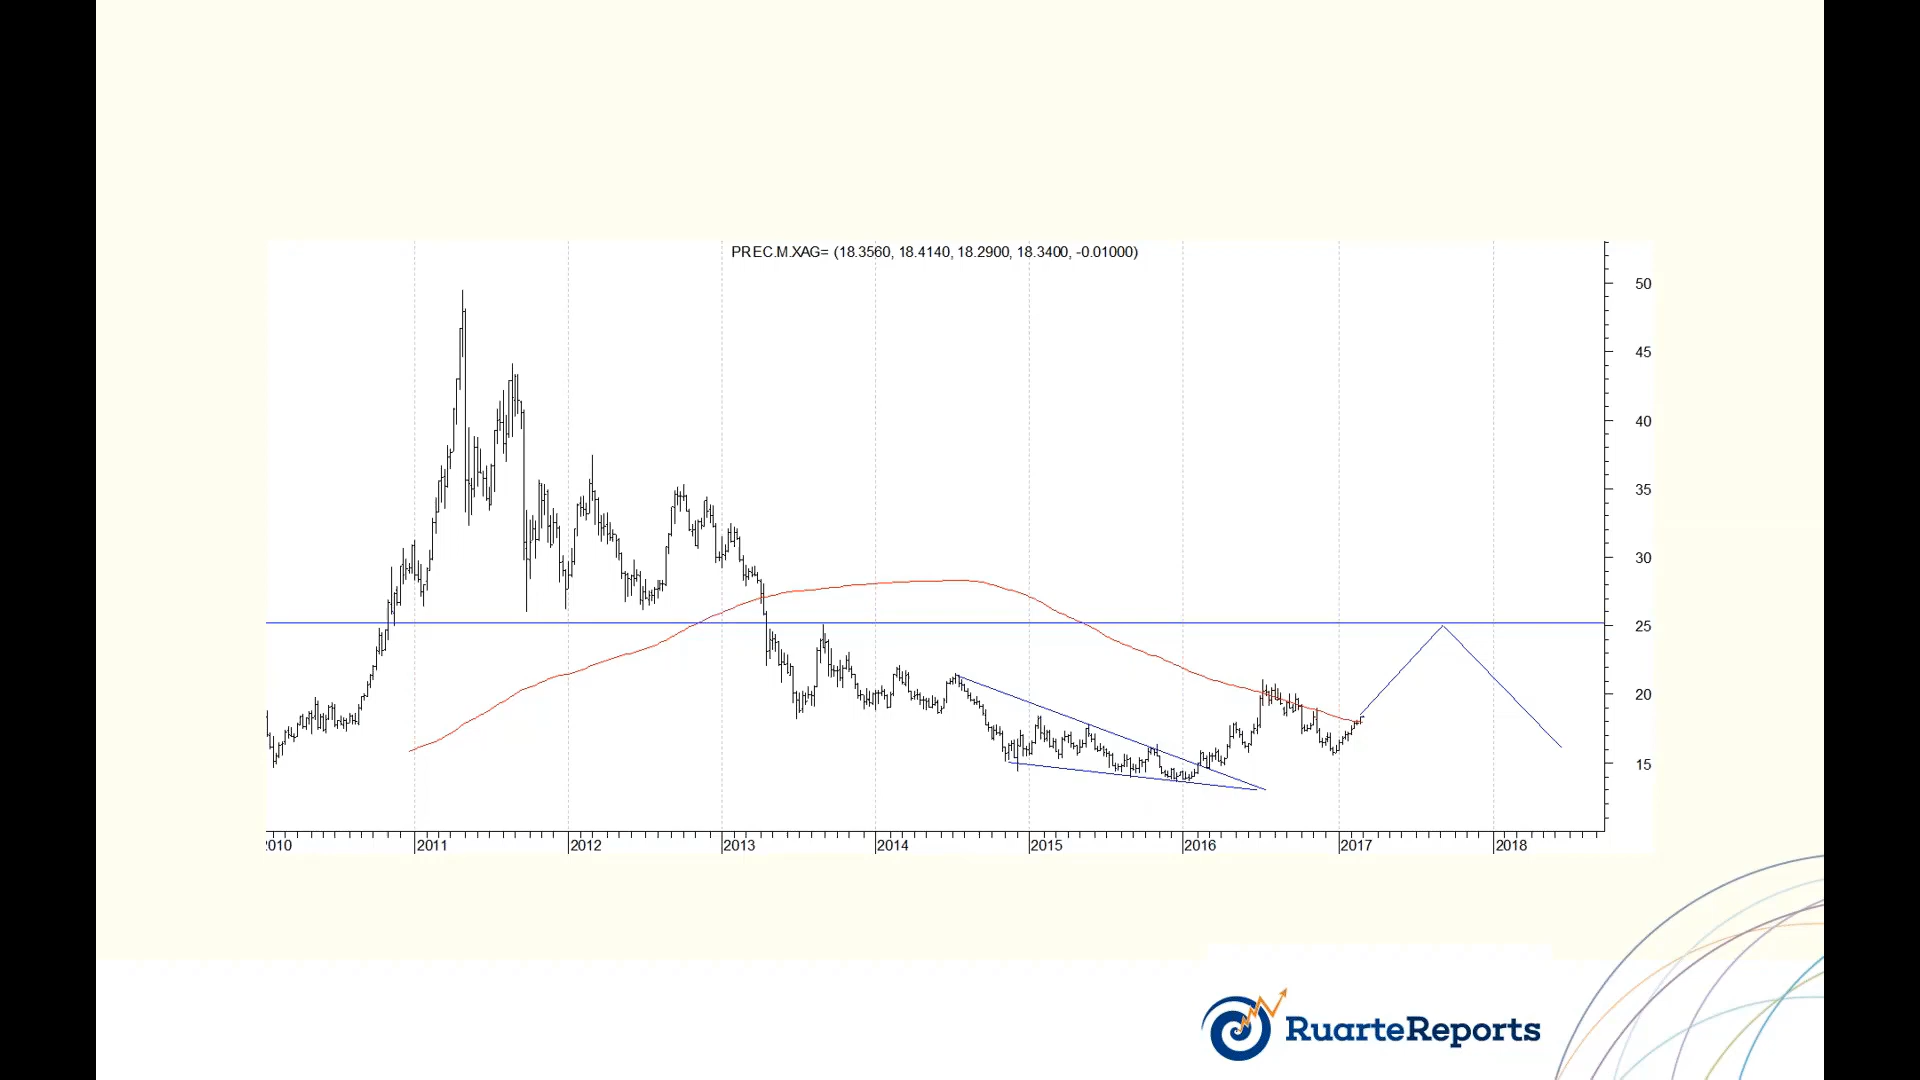 PREC.M.XAG= (18.3560, 18.4140, 18.2900, 18.3400, -0.01000)
50
45
40
35
30
25
20
15
2010 2011 2012 2013 2014 2015 2016 2017 2018
RuarteReports